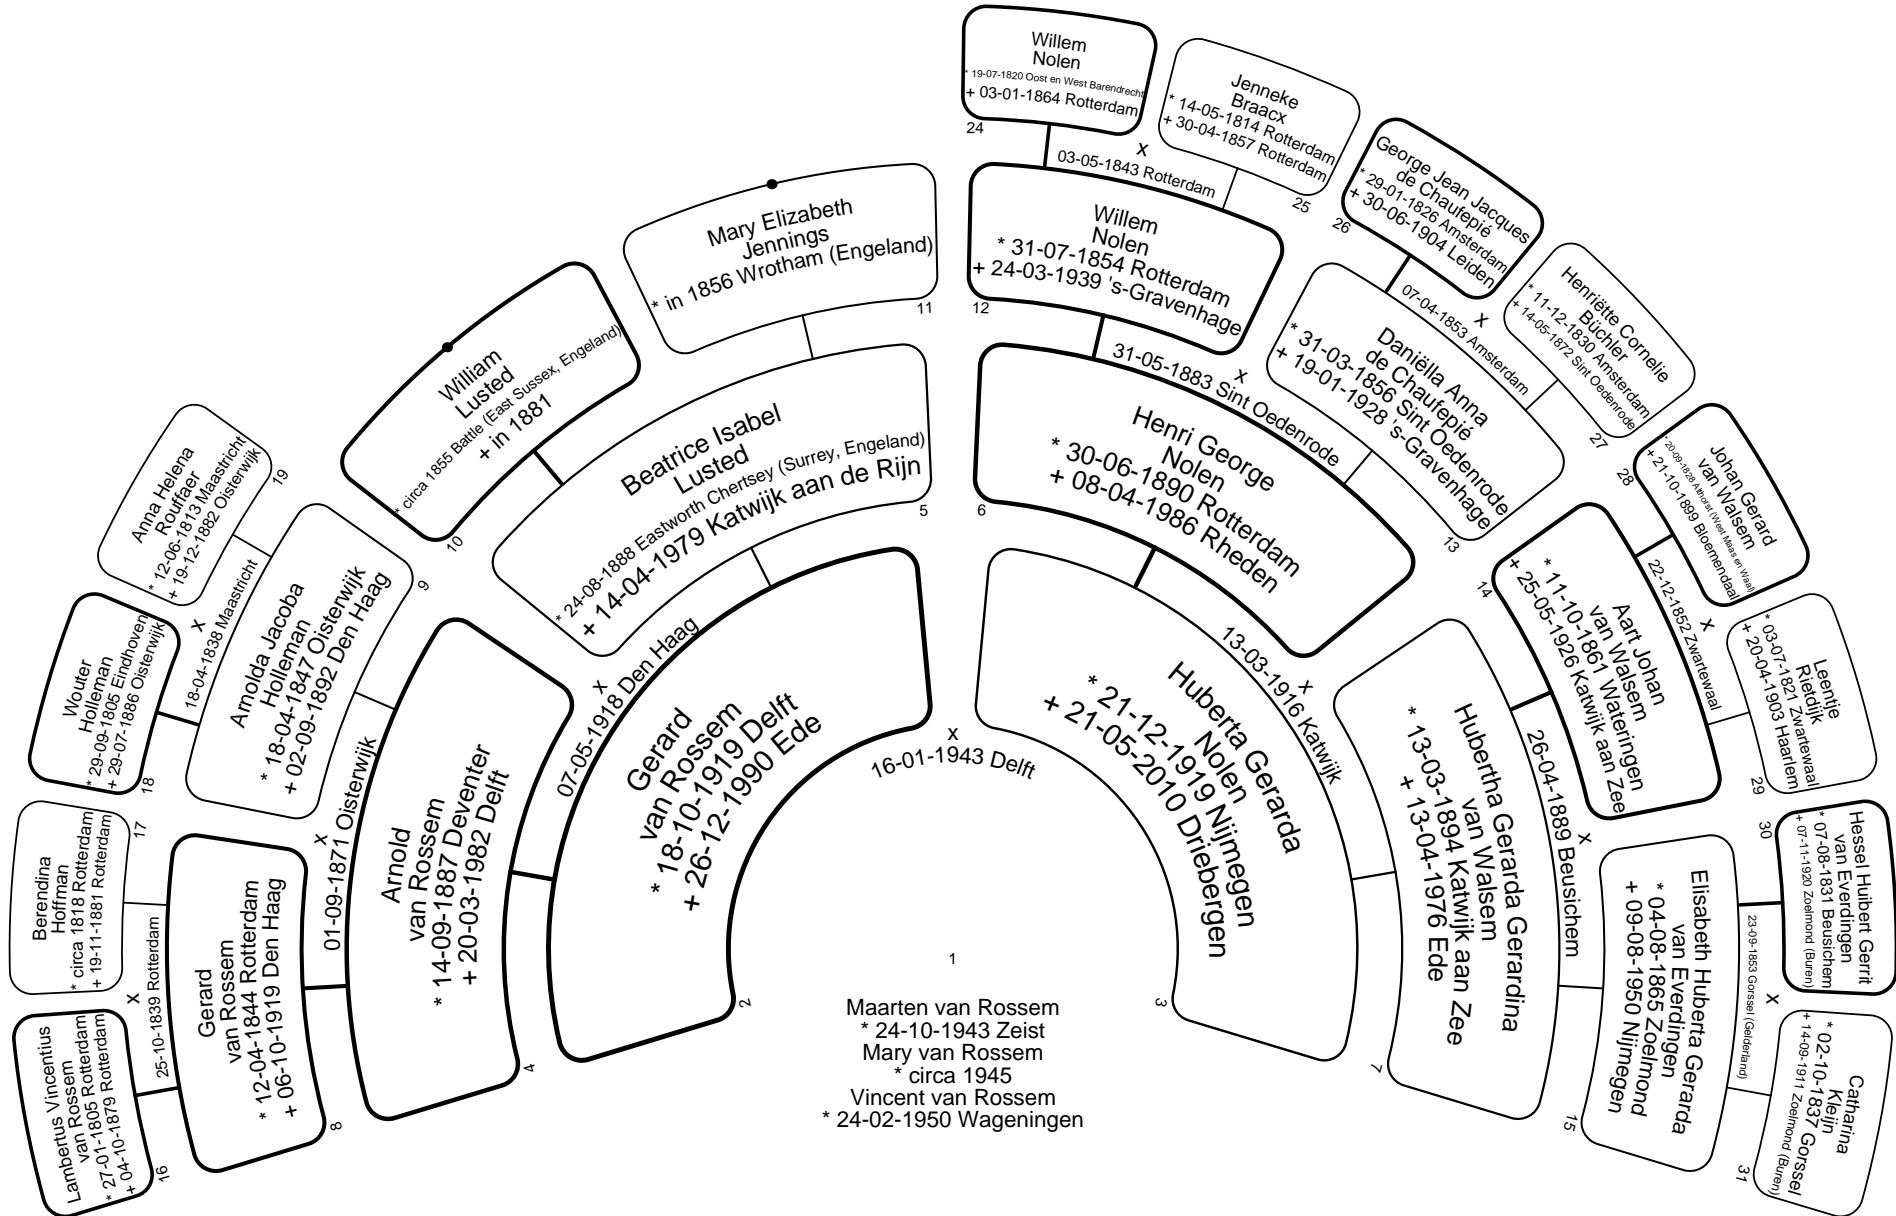 1
Maarten van Rossem
* 24-10-1943 Zeist
Mary van Rossem
* circa 1945
Vincent van Rossem
* 24-02-1950 Wageningen
2
Gerard
van Rossem
* 18-10-1919 Delft
+ 26-12-1990 Ede
x
16-01-1943 Delft
3
Huberta Gerarda
Nolen
* 21-12-1919 Nijmegen
+ 21-05-2010 Driebergen
4
Arnold
van Rossem
* 14-09-1887 Deventer
+ 20-03-1982 Delft
x
07-05-1918 Den Haag
5
Beatrice Isabel
Lusted
* 24-08-1888 Eastworth Chertsey (Surrey, Engeland)
+ 14-04-1979 Katwijk aan de Rijn
6
Henri George
Nolen
* 30-06-1890 Rotterdam
+ 08-04-1986 Rheden
x
13-03-1916 Katwijk
7
Hubertha Gerarda Gerardina
van Walsem
* 13-03-1894 Katwijk aan Zee
+ 13-04-1976 Ede
8
Gerard
van Rossem
* 12-04-1844 Rotterdam
+ 06-10-1919 Den Haag
x
01-09-1871 Oisterwijk
9
Arnolda Jacoba
Holleman
* 18-04-1847 Oisterwijk
+ 02-09-1892 Den Haag
10
William
Lusted
* circa 1855 Battle (East Sussex, Engeland)
+ in 1881
11
Mary Elizabeth
Jennings
* in 1856 Wrotham (Engeland)
12
Willem
Nolen
* 31-07-1854 Rotterdam
+ 24-03-1939 's-Gravenhage
x
31-05-1883 Sint Oedenrode
13
Daniëlla Anna
de Chaufepié
* 31-03-1856 Sint Oedenrode
+ 19-01-1928 's-Gravenhage
14
Aart Johan
van Walsem
* 11-10-1861 Wateringen
+ 25-05-1926 Katwijk aan Zee
x
26-04-1889 Beusichem
15
Elisabeth Huberta Gerarda
van Everdingen
* 04-08-1865 Zoelmond
+ 09-08-1950 Nijmegen
16
Lambertus Vincentius
van Rossem
* 27-01-1805 Rotterdam
+ 04-10-1879 Rotterdam
x
25-10-1839 Rotterdam
17
Berendina
Hoffman
* circa 1818 Rotterdam
+ 19-11-1881 Rotterdam
18
Wouter
Holleman
* 29-09-1805 Eindhoven
+ 29-07-1886 Oisterwijk
x
18-04-1838 Maastricht
19
Anna Helena
Rouffaer
* 12-06-1813 Maastricht
+ 19-12-1882 Oisterwijk
24
Willem
Nolen
* 19-07-1820 Oost en West Barendrecht
+ 03-01-1864 Rotterdam
x
03-05-1843 Rotterdam
25
Jenneke
Braacx
* 14-05-1814 Rotterdam
+ 30-04-1857 Rotterdam
26
George Jean Jacques
de Chaufepié
* 29-01-1826 Amsterdam
+ 30-06-1904 Leiden
x
07-04-1853 Amsterdam
27
Henriëtte Cornelie
Büchler
* 11-12-1830 Amsterdam
+ 14-05-1872 Sint Oedenrode
28
Johan Gerard
van Walsem
* 20-09-1826 Althorst (West Maas en Waal)
+ 21-10-1899 Bloemendaal
x
22-12-1852 Zwartewaal
29
Leentje
Rietdijk
* 03-07-1821 Zwartewaal
+ 20-04-1903 Haarlem
30
Hessel Huibert Gerrit
van Everdingen
* 07-08-1831 Beusichem
+ 07-11-1920 Zoelmond (Buren)
x
23-09-1853 Gorssel (Gelderland)
31
Catharina
Kleijn
* 02-10-1837 Gorssel
+ 14-09-1911 Zoelmond (Buren)